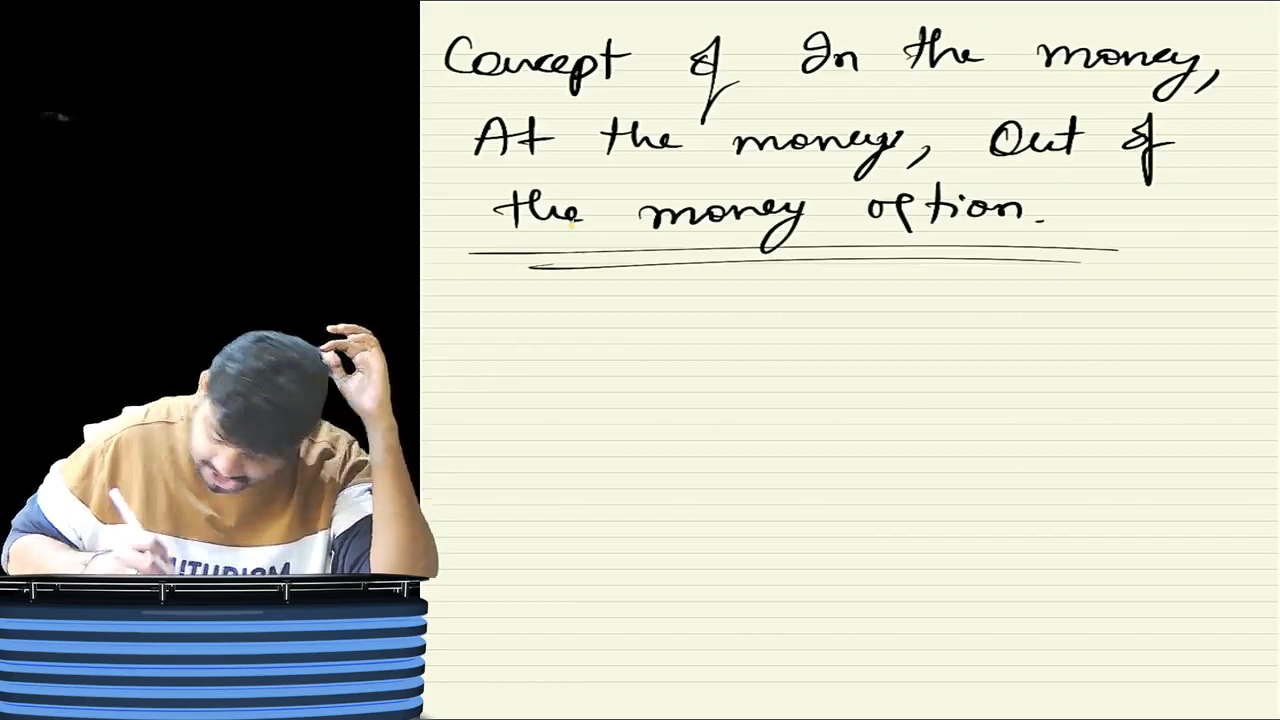 Concept of In the money,
At the money, Out of
the money option.